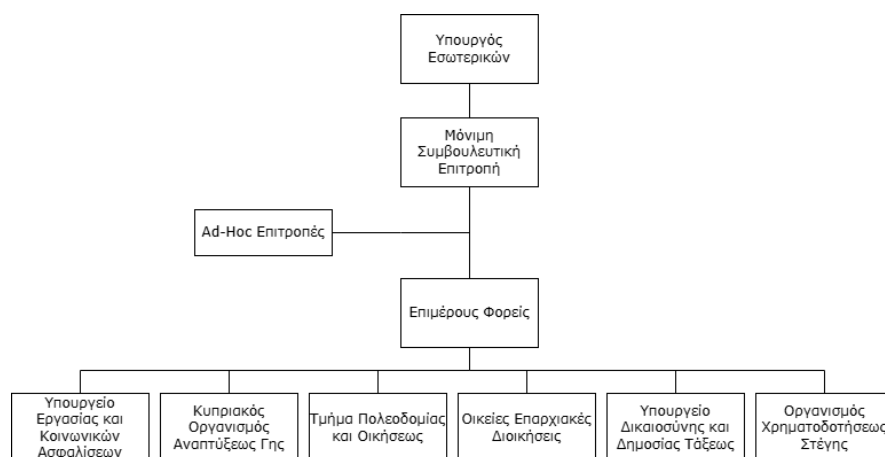 Υπουργός
Εσωτερικών
Μόνιμη
Συμβουλευτική
Επιτροπή
Ad-Hoc Επιτροπές
Επιμέρους Φορείς
Υπουργείο
Εργασίας και
Κοινωνικών
Ασφαλίσεων
Κυπριακός
Οργανισμός
Αναπτύξεως Γης
Τμήμα Πολεοδομίας
και Οικήσεως
Οικείες Επαρχιακές
Διοικήσεις
Υπουργείο
Δικαιοσύνης και
Δημοσίας Τάξεως
Οργανισμός
Χρηματοδοτήσεως
Στέγης